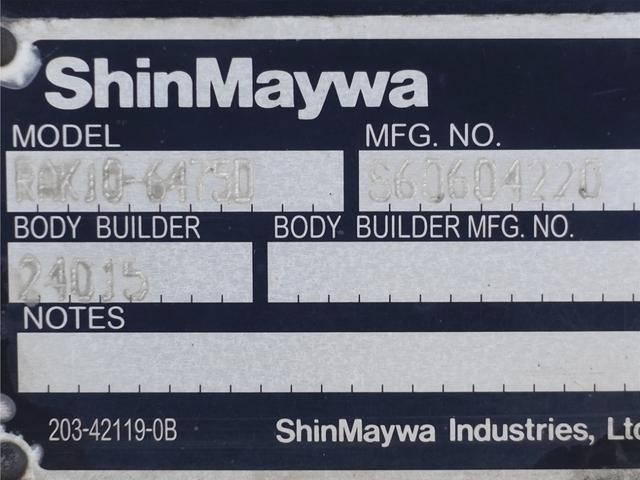 ShinMaywa
MODEL MFG. NO.
RAK10-6475D S60604220
BODY BUILDER BODY BUILDER MFG. NO.
24015
NOTES
203-42119-0B ShinMaywa Industries, Ltd